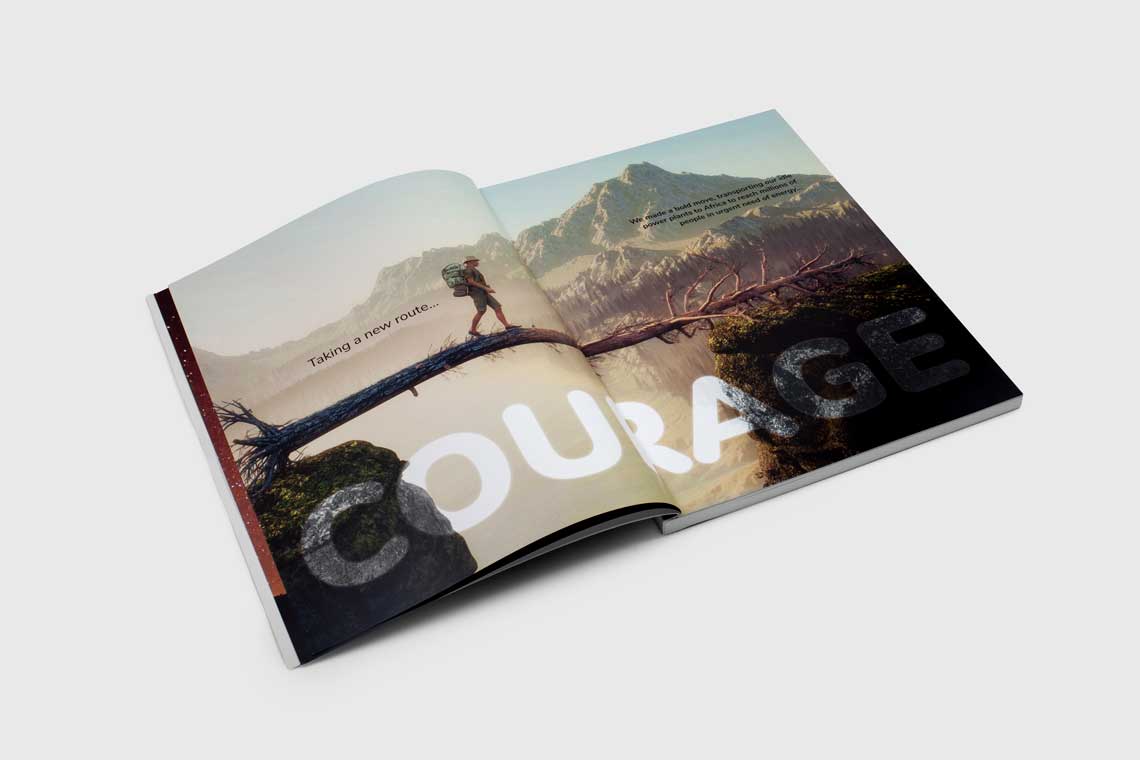 Taking a new route...
We made a bold move, transporting our idle
power plants to Africa to reach millions of
people in urgent need of energy...
COURAGE